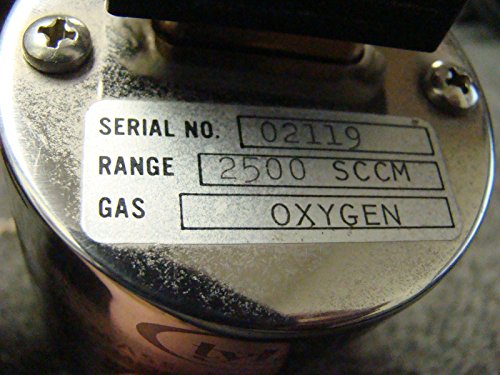 SERIAL NO. 02119
RANGE 2500 SCCM
GAS OXYGEN